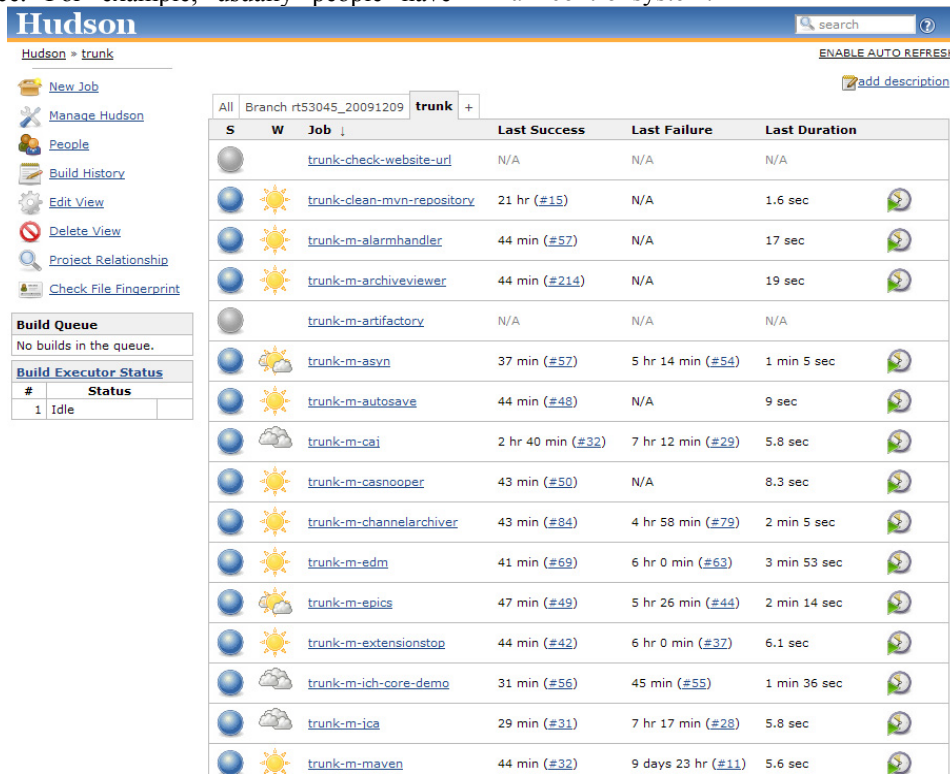 ce. For example, usually people have
Hudson
search
Hudson » trunk
ENABLE AUTO REFRESH
add description
New Job
Manage Hudson
People
Build History
Edit View
Delete View
Project Relationship
Check File Fingerprint
Build Queue
No builds in the queue.
Build Executor Status
# Status
1 Idle
All Branch rt53045_20091209 trunk +
S W Job ↓ Last Success Last Failure Last Duration
trunk-check-website-url N/A N/A N/A
trunk-clean-mvn-repository 21 hr (#15) N/A 1.6 sec
trunk-m-alarmhandler 44 min (#57) N/A 17 sec
trunk-m-archiveviewer 44 min (#214) N/A 19 sec
trunk-m-artifactory N/A N/A N/A
trunk-m-asyn 37 min (#57) 5 hr 14 min (#54) 1 min 5 sec
trunk-m-autosave 44 min (#48) N/A 9 sec
trunk-m-caj 2 hr 40 min (#32) 7 hr 12 min (#29) 5.8 sec
trunk-m-casnooper 43 min (#50) N/A 8.3 sec
trunk-m-channelarchiver 43 min (#84) 4 hr 58 min (#79) 2 min 5 sec
trunk-m-edm 41 min (#69) 6 hr 0 min (#63) 3 min 53 sec
trunk-m-epics 47 min (#49) 5 hr 26 min (#44) 2 min 14 sec
trunk-m-extensionstop 44 min (#42) 6 hr 0 min (#37) 6.1 sec
trunk-m-ich-core-demo 31 min (#56) 45 min (#55) 1 min 36 sec
trunk-m-jca 29 min (#31) 7 hr 17 min (#28) 5.8 sec
trunk-m-maven 44 min (#32) 9 days 23 hr (#11) 5.6 sec